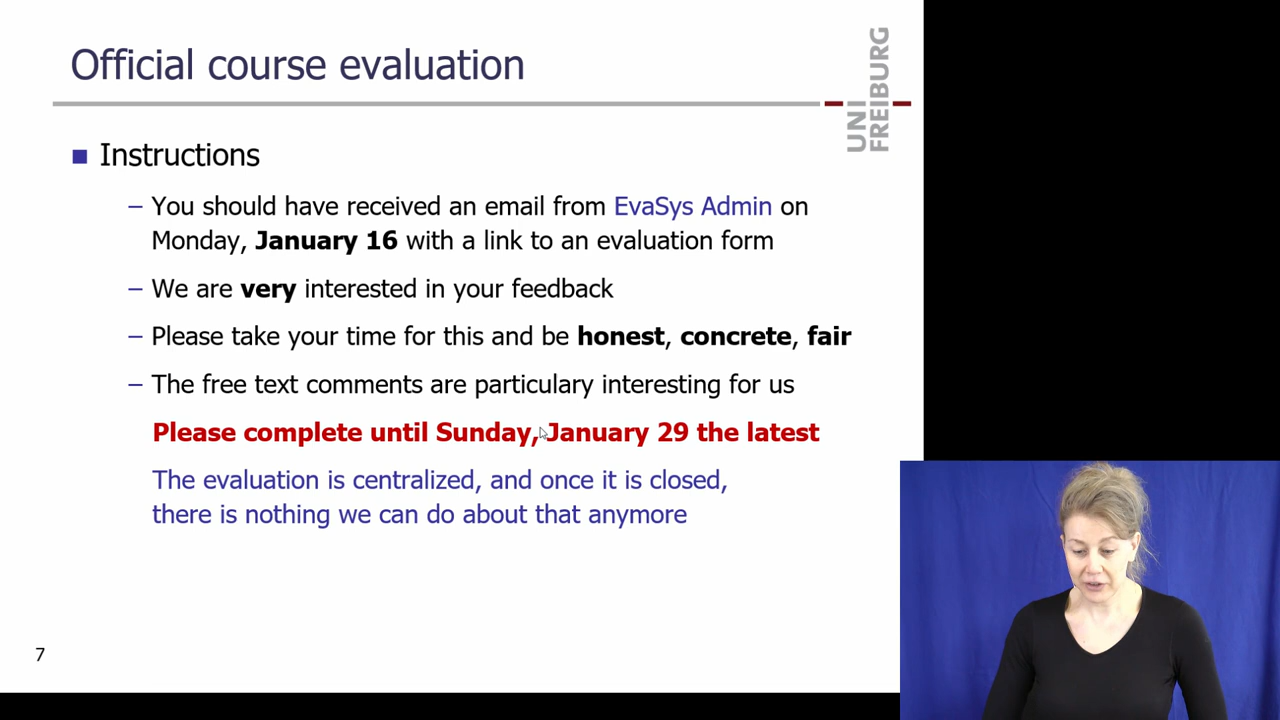 Official course evaluation
UNI
FREIBURG
Instructions
– You should have received an email from EvaSys Admin on
Monday, January 16 with a link to an evaluation form
– We are very interested in your feedback
– Please take your time for this and be honest, concrete, fair
– The free text comments are particulary interesting for us
Please complete until Sunday, January 29 the latest
The evaluation is centralized, and once it is closed,
there is nothing we can do about that anymore
7